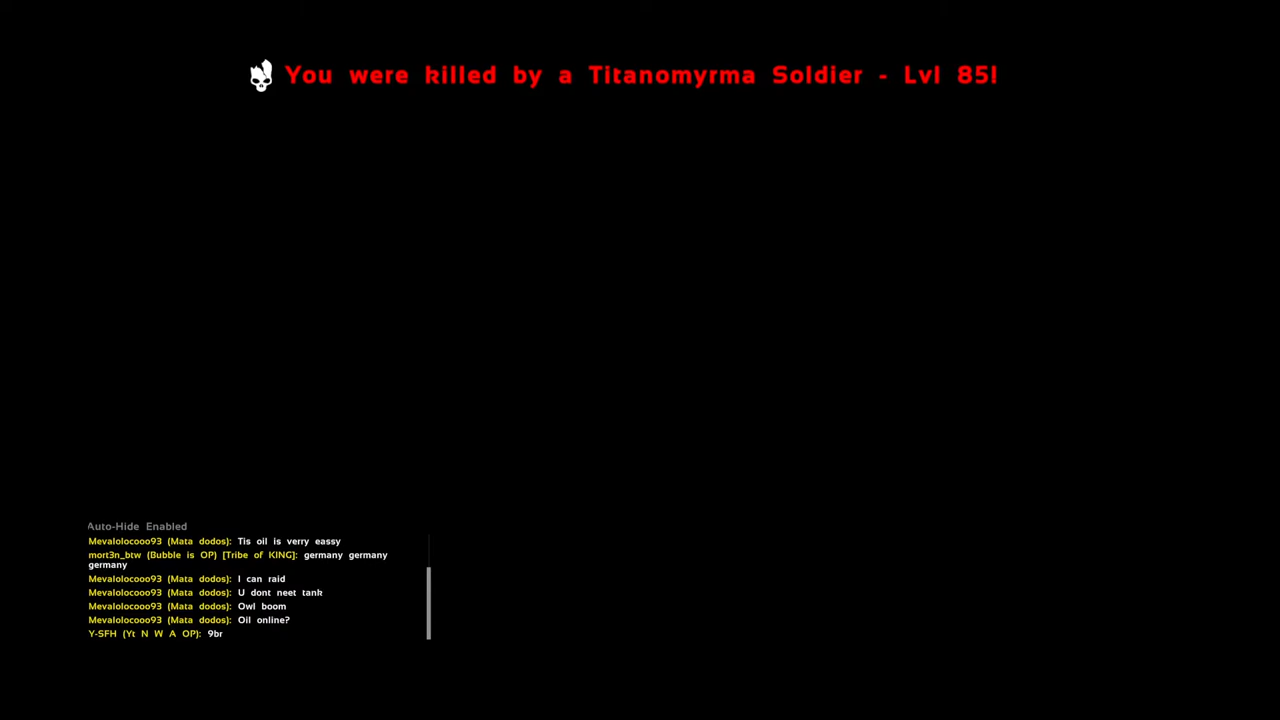 You were killed by a Titanomyrma Soldier - Lvl 85!
Auto-Hide Enabled
Mevalolocooo93 (Mata dodos): Tis oil is verry eassy
mort3n_btw (Bubble is OP) [Tribe of KING]: germany germany
germany
Mevalolocooo93 (Mata dodos): I can raid
Mevalolocooo93 (Mata dodos): U dont neet tank
Mevalolocooo93 (Mata dodos): Owl boom
Mevalolocooo93 (Mata dodos): Oil online?
Y-SFH (Yt N W A OP): 9br